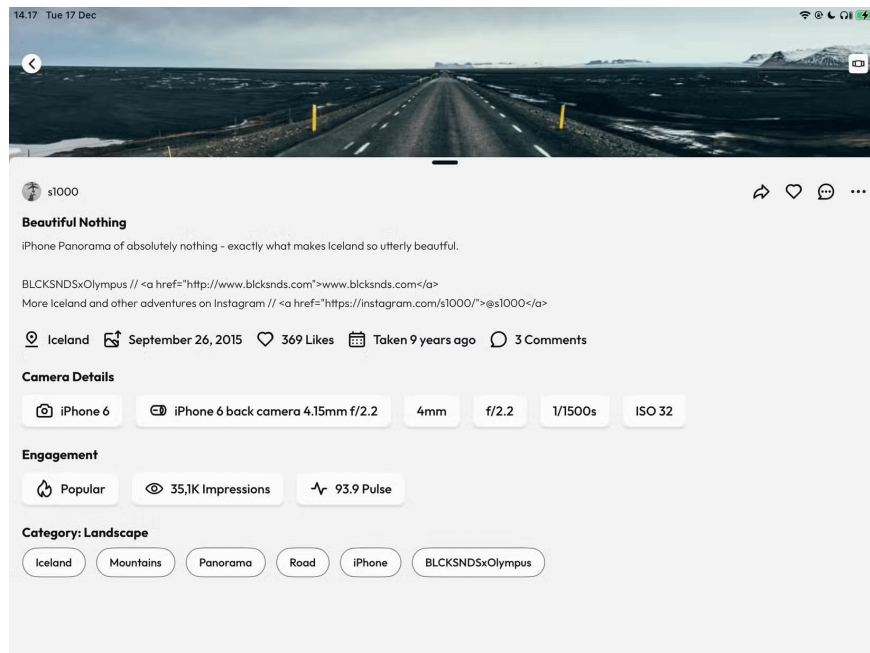 14.17 Tue 17 Dec
s1000
Beautiful Nothing
iPhone Panorama of absolutely nothing - exactly what makes Iceland so utterly beautful.
BLCKSNDSxOlympus // <a href="http://www.blcksnds.com">www.blcksnds.com</a>
More Iceland and other adventures on Instagram // <a href="https://instagram.com/s1000/">@s1000</a>
Iceland September 26, 2015 369 Likes Taken 9 years ago 3 Comments
Camera Details
iPhone 6 iPhone 6 back camera 4.15mm f/2.2 4mm f/2.2 1/1500s ISO 32
Engagement
Popular 35,1K Impressions 93.9 Pulse
Category: Landscape
Iceland Mountains Panorama Road iPhone BLCKSNDSxOlympus